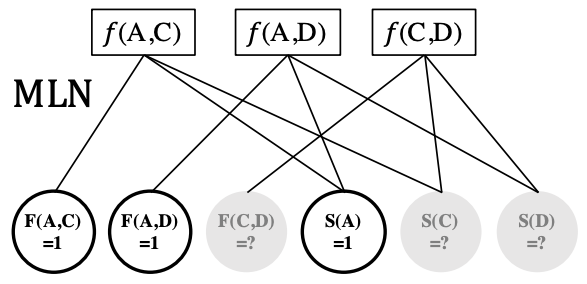 f(A,C) f(A,D) f(C,D)
MLN
F(A,C) F(A,D) F(C,D) S(A) S(C) S(D)
=1 =1 =? =1 =? =?